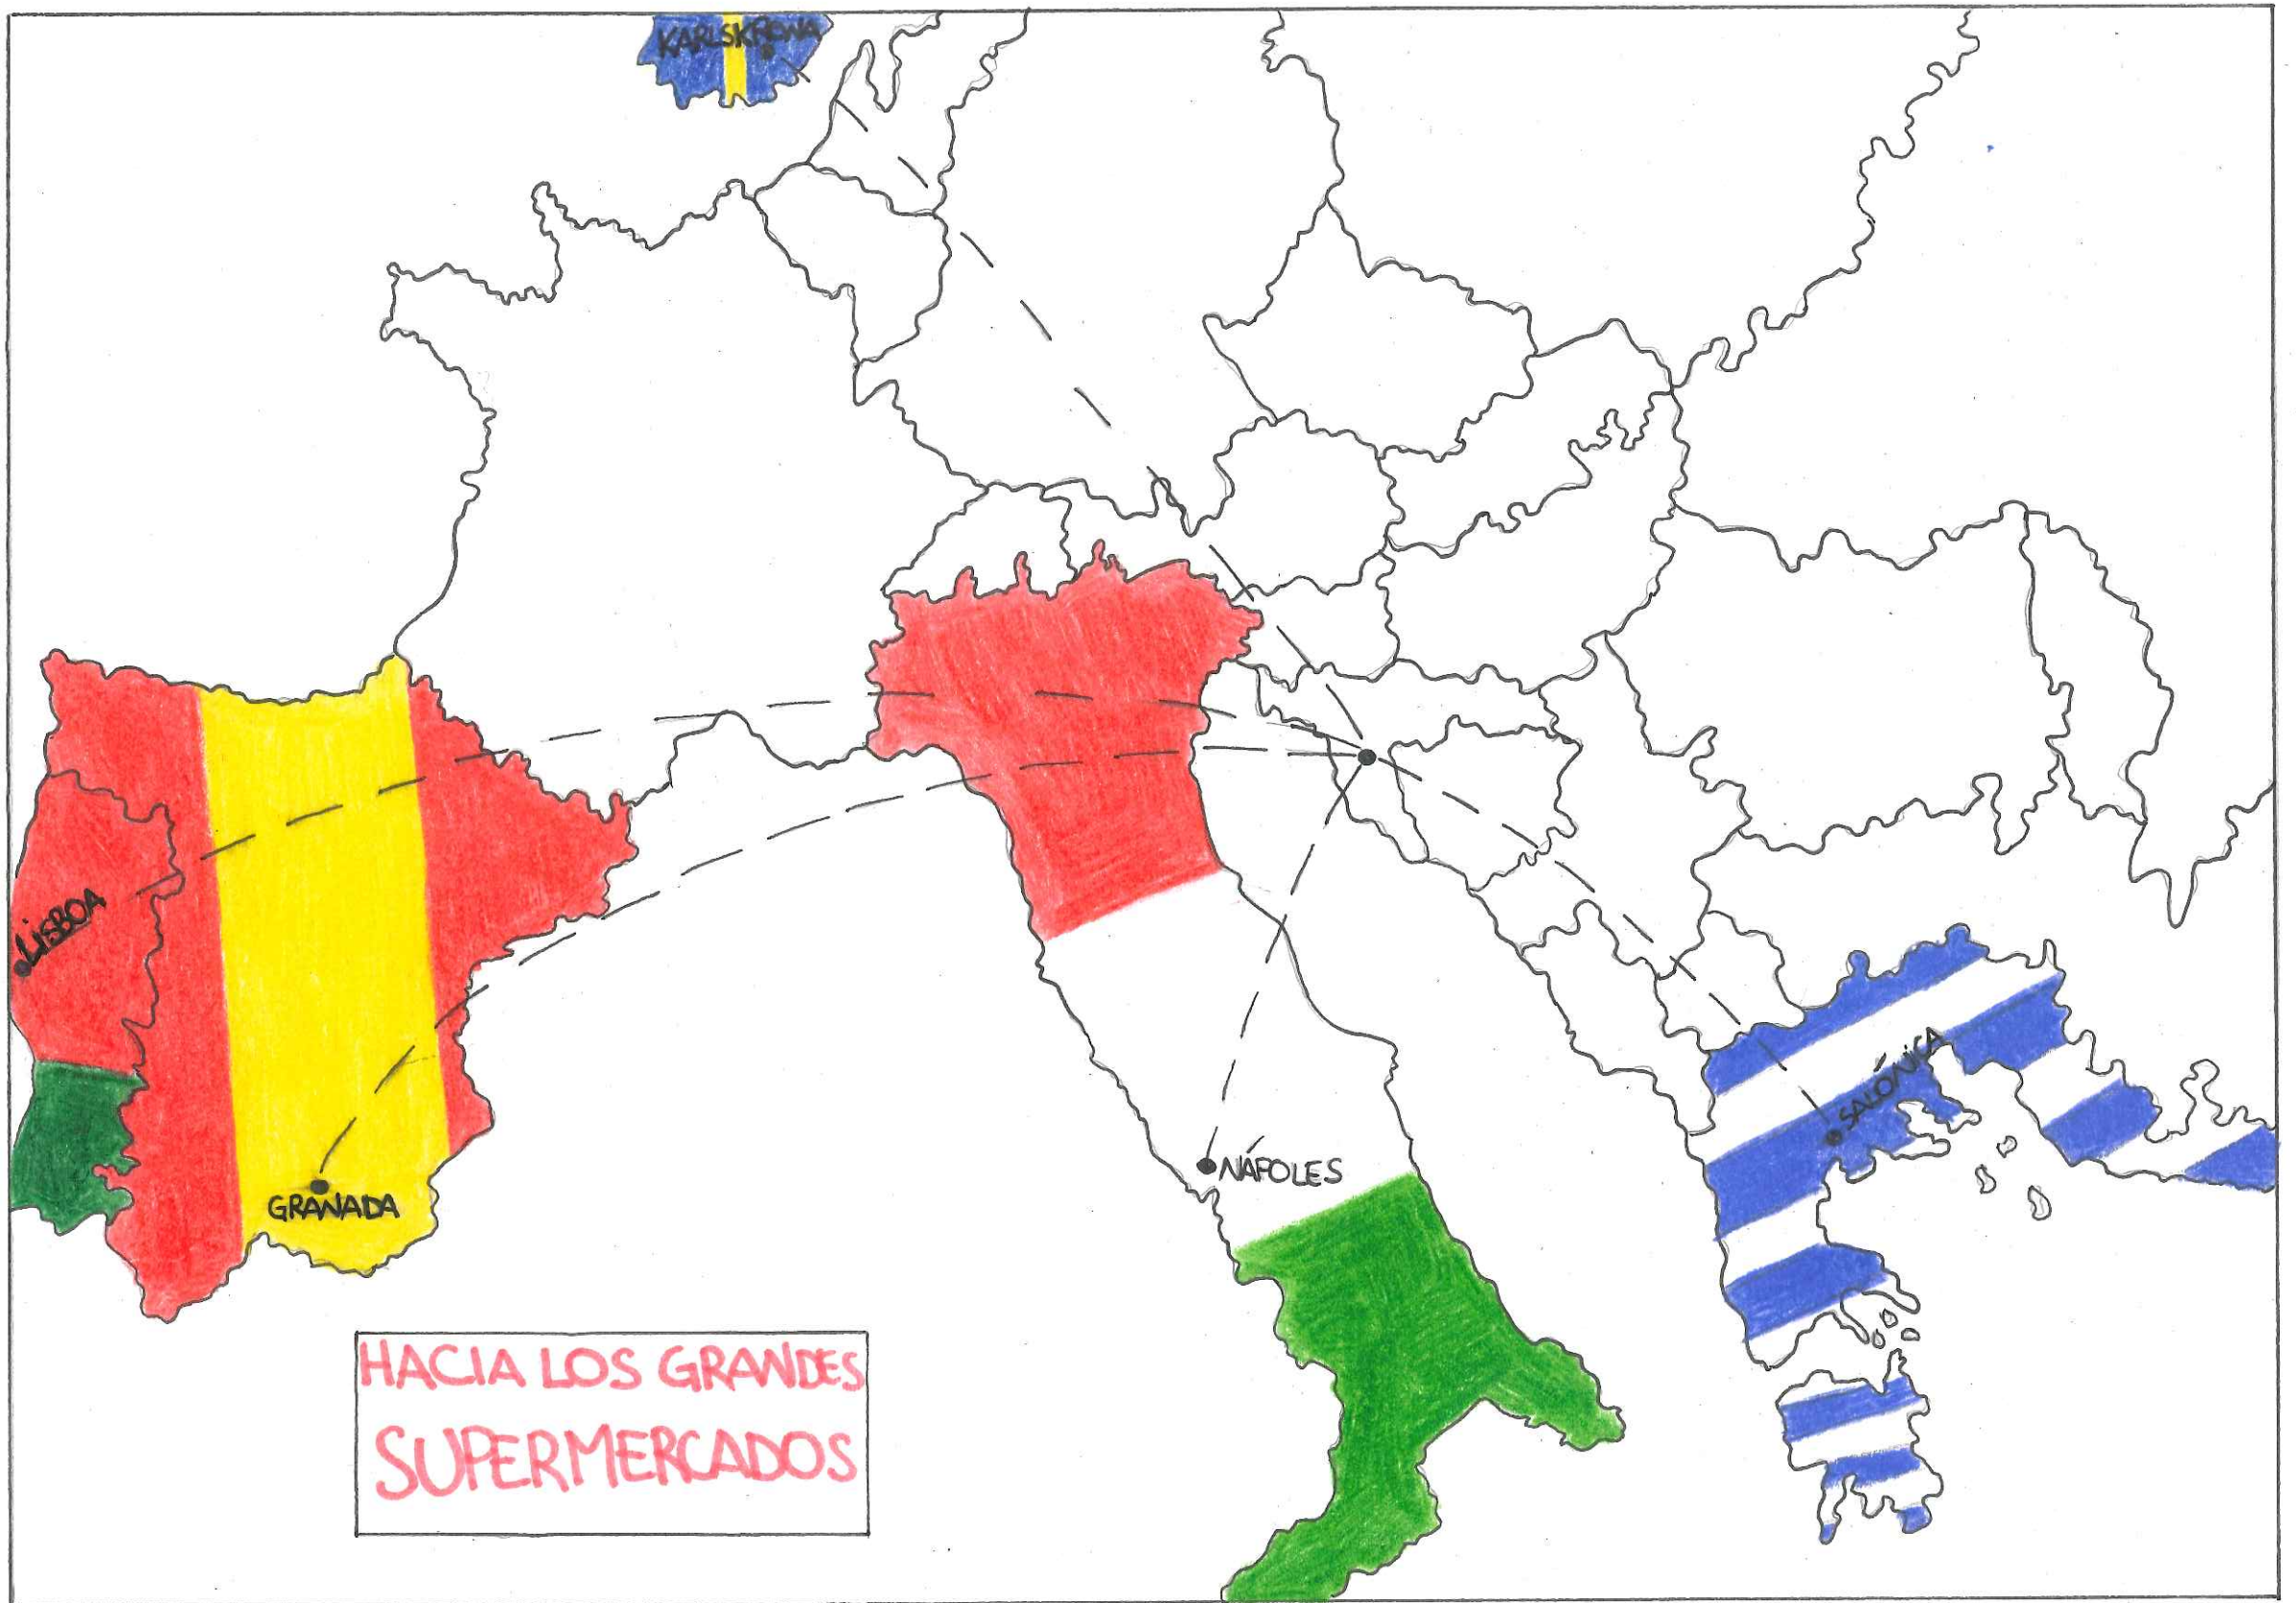 KARLSKRONA
LISBOA
SALÓNICA
NÁPOLES
GRANADA
HACIA LOS GRANDES
SUPERMERCADOS